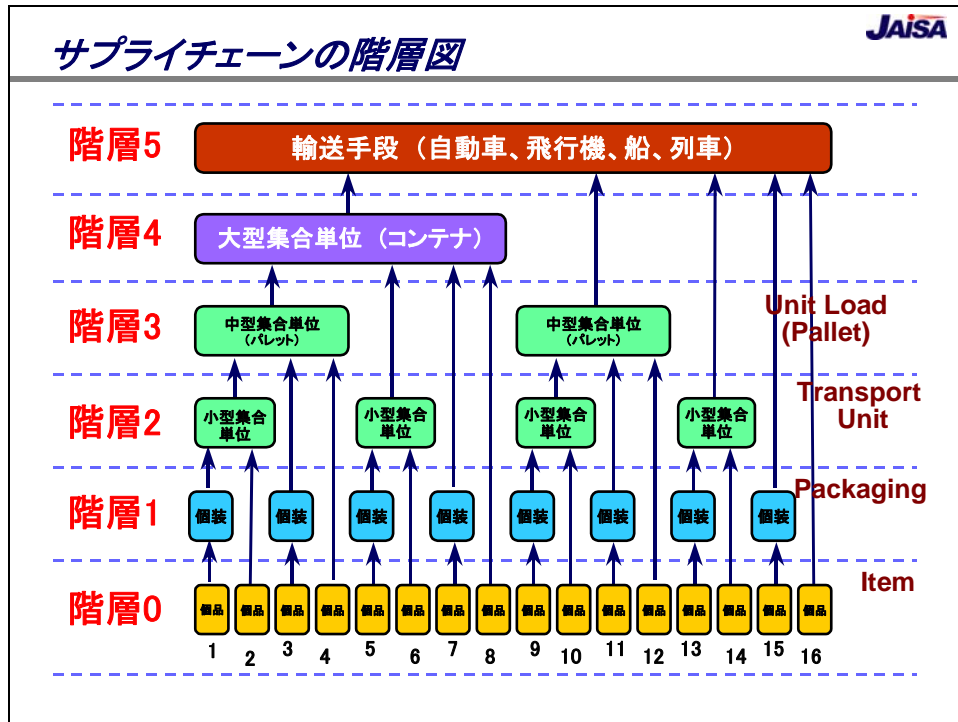 JAISA
サプライチェーンの階層図
階層5
輸送手段 (自動車、飛行機、船、列車)
階層4
大型集合単位 (コンテナ)
階層3
中型集合単位
(パレット)
中型集合単位
(パレット)
Unit Load
(Pallet)
階層2
小型集合
単位
小型集合
単位
小型集合
単位
小型集合
単位
Transport
Unit
階層1
個装 個装 個装 個装 個装 個装 個装 個装
Packaging
階層0
個品 個品 個品 個品 個品 個品 個品 個品 個品 個品 個品 個品 個品 個品 個品 個品
Item
1 2 3 4 5 6 7 8 9 10 11 12 13 14 15 16